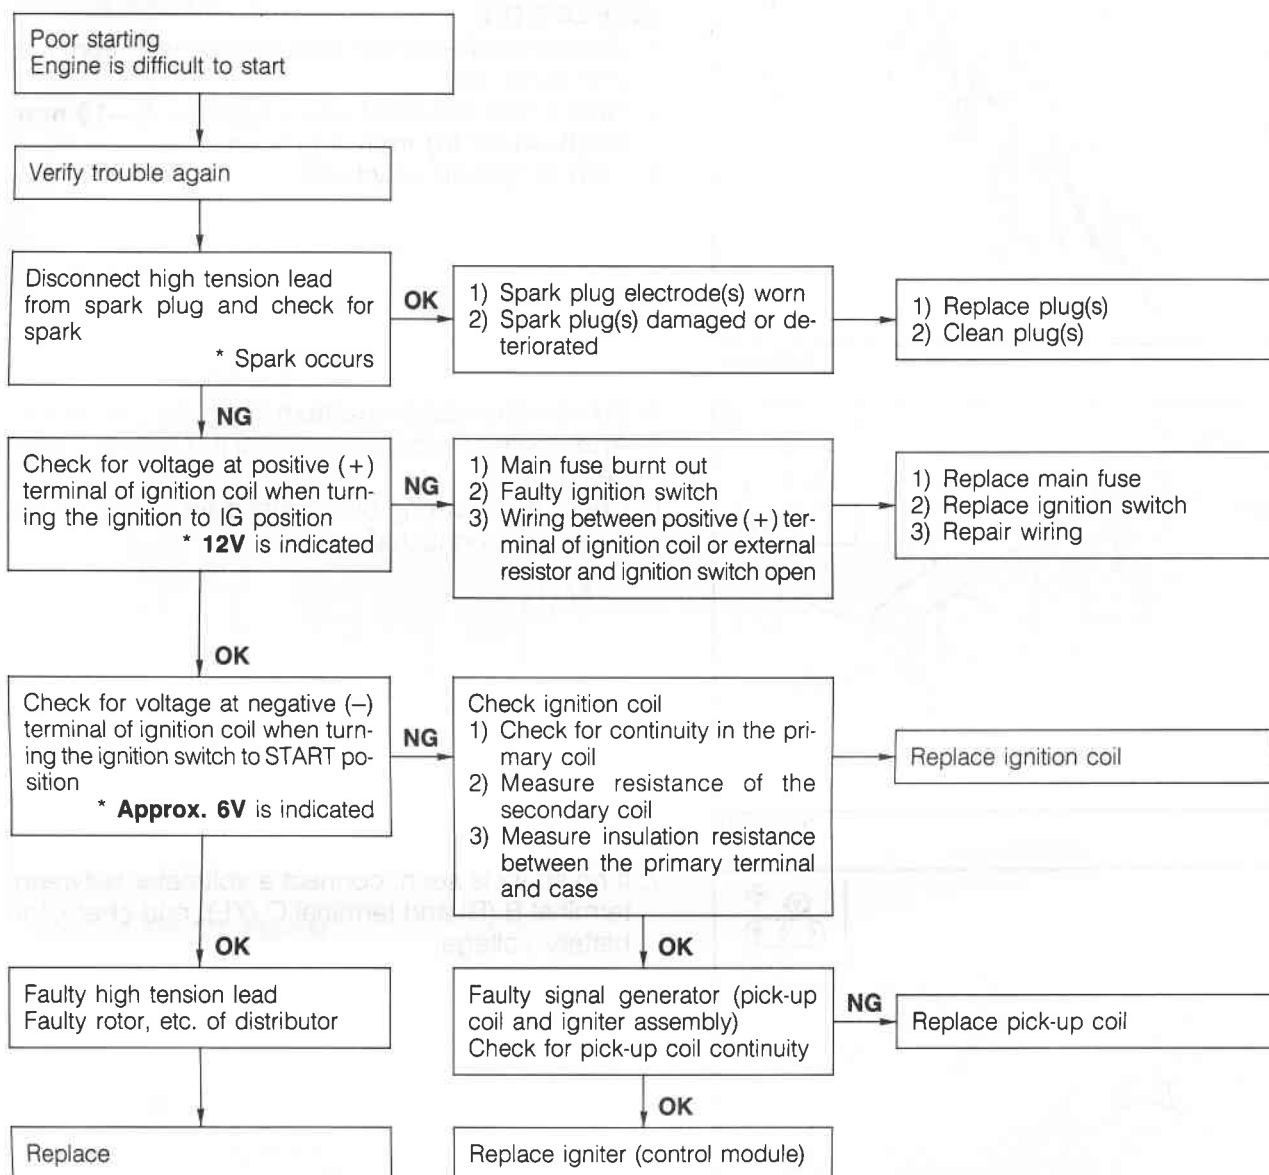 Poor starting
Engine is difficult to start
Verify trouble again
Disconnect high tension lead
from spark plug and check for
spark
* Spark occurs
OK
1) Spark plug electrode(s) worn
2) Spark plug(s) damaged or de-
teriorated
1) Replace plug(s)
2) Clean plug(s)
NG
Check for voltage at positive (+)
terminal of ignition coil when turn-
ing the ignition to IG position
* 12V is indicated
NG
1) Main fuse burnt out
2) Faulty ignition switch
3) Wiring between positive (+) ter-
minal of ignition coil or external
resistor and ignition switch open
1) Replace main fuse
2) Replace ignition switch
3) Repair wiring
OK
Check for voltage at negative (–)
terminal of ignition coil when turn-
ing the ignition switch to START po-
sition
* Approx. 6V is indicated
NG
Check ignition coil
1) Check for continuity in the pri-
mary coil
2) Measure resistance of the
secondary coil
3) Measure insulation resistance
between the primary terminal
and case
Replace ignition coil
OK
Faulty high tension lead
Faulty rotor, etc. of distributor
OK
Faulty signal generator (pick-up
coil and igniter assembly)
Check for pick-up coil continuity
NG
Replace pick-up coil
Replace
OK
Replace igniter (control module)